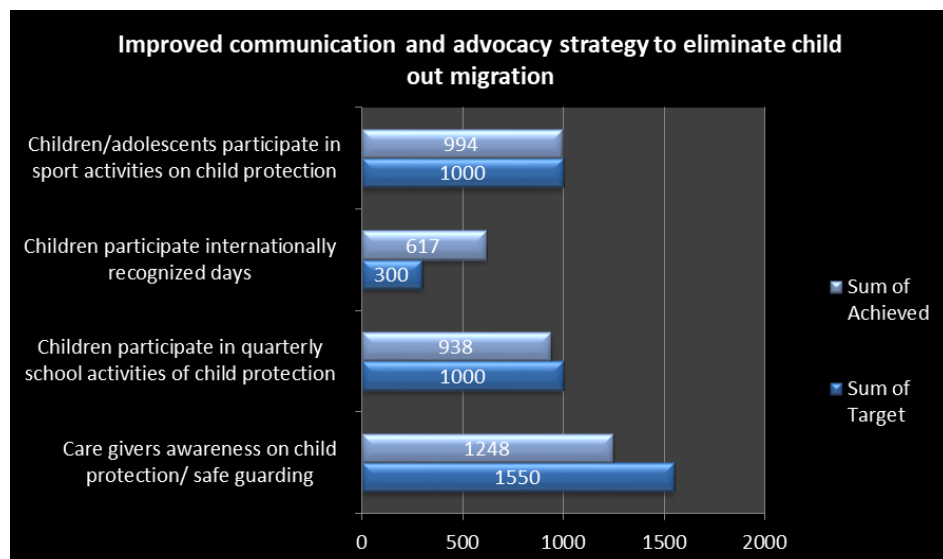 Improved communication and advocacy strategy to eliminate child
out migration
Children/adolescents participate in
sport activities on child protection
994
1000
Children participate internationally
recognized days
617
300
Children participate in quarterly
school activities of child protection
938
1000
Care givers awareness on child
protection/ safe guarding
1248
1550
0 500 1000 1500 2000
Sum of
Achieved
Sum of
Target